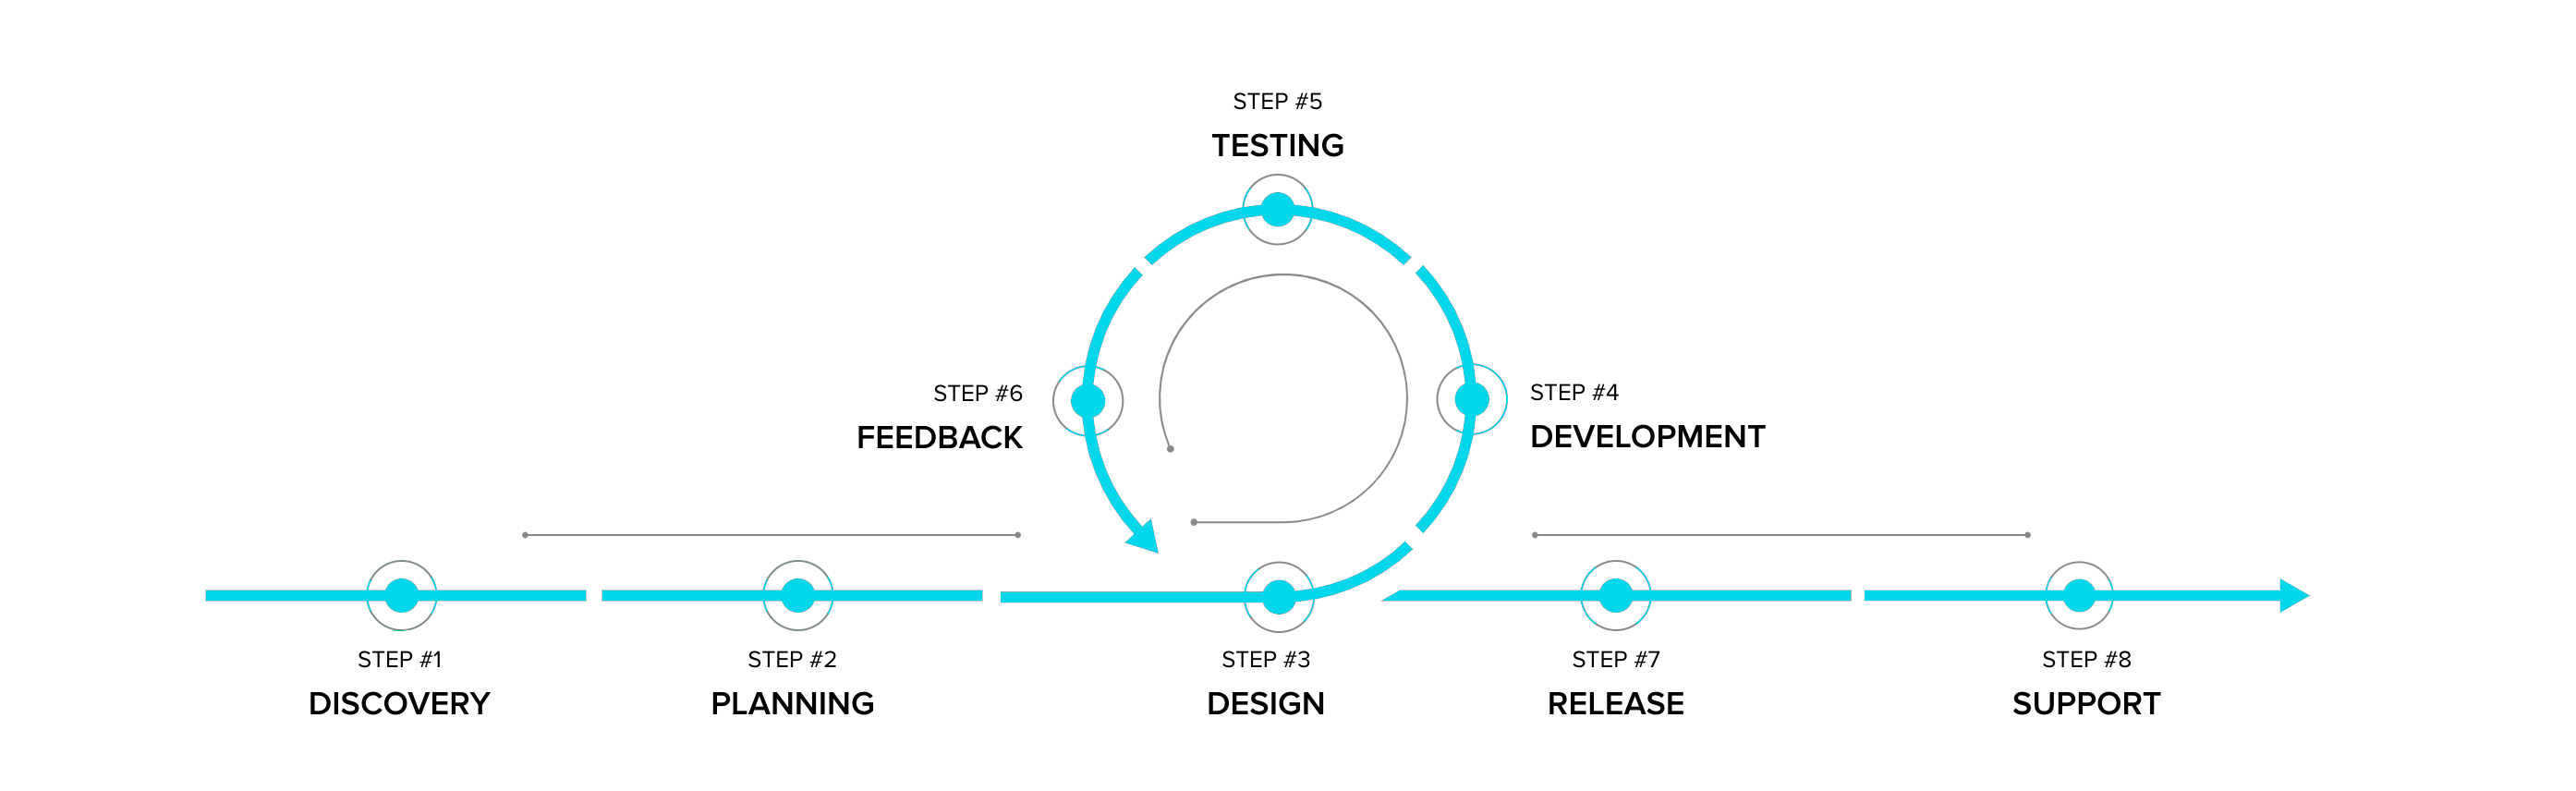 STEP #1
DISCOVERY
STEP #2
PLANNING
STEP #3
DESIGN
STEP #4
DEVELOPMENT
STEP #5
TESTING
STEP #6
FEEDBACK
STEP #7
RELEASE
STEP #8
SUPPORT